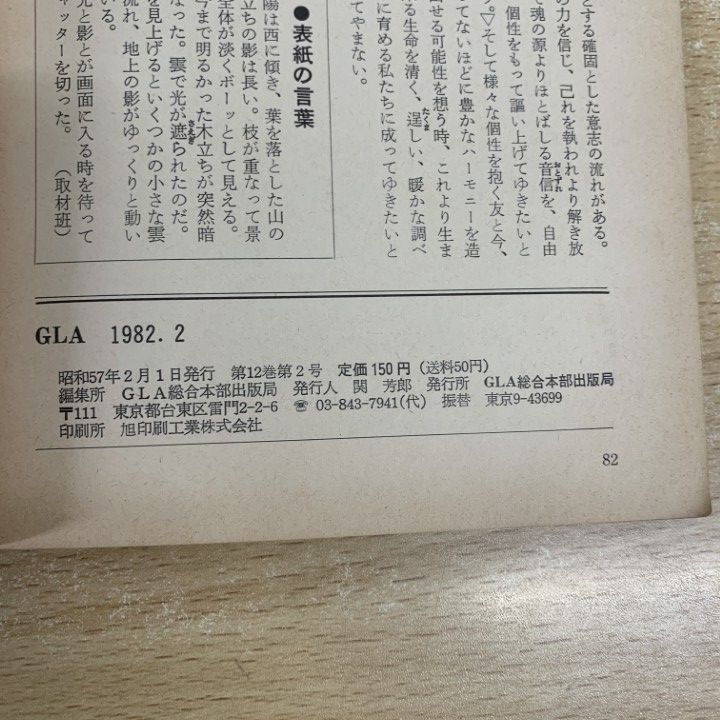 とする確固とした意志の流れがある。
の力を信じ、己れを執われより解き放
で魂の源よりほとばしる音信を、自由
個性をもって謳い上げてゆきたいと
す。▽そして様々な個性を抱く友と今、
てないほどに豊かなハーモニーを造
出せる可能性を想う時、これより生ま
る生命を清く、逞しい、暖かな調べ
に育める私たちに成ってゆきたいと
てやまない。
●表紙の言葉
陽は西に傾き、葉を落とした山の
立ちの影は長い。枝が重なって景
全体が淡くボーッとして見える。
今まで明るかった木立ちが突然暗
なった。雲で光が遮られたのだ。
を見上げるといくつかの小さな雲
流れ、地上の影がゆっくりと動い
いる。
光と影とが画面に入る時を待って
ャッターを切った。　（取材班）
GLA 1982. 2
昭和57年2月1日発行 第12巻第2号 定価150円（送料50円）
編集所 GLA総合本部出版局 発行人 関 芳郎 発行所 GLA総合本部出版局
〒111 東京都台東区雷門2-2-6 ☎ 03-843-7941(代) 振替 東京9-43699
印刷所 旭印刷工業株式会社
82